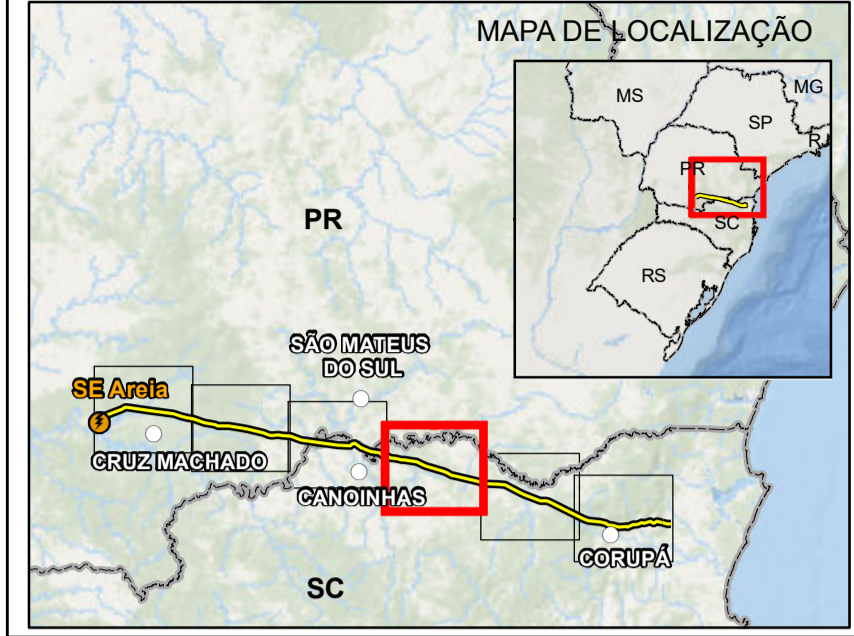 MAPA DE LOCALIZAÇÃO
MS
MG
SP
RJ
PR
SC
RS
PR
SÃO MATEUS
DO SUL
SE Areia
CRUZ MACHADO
CANOINHAS
CORUPÁ
SC